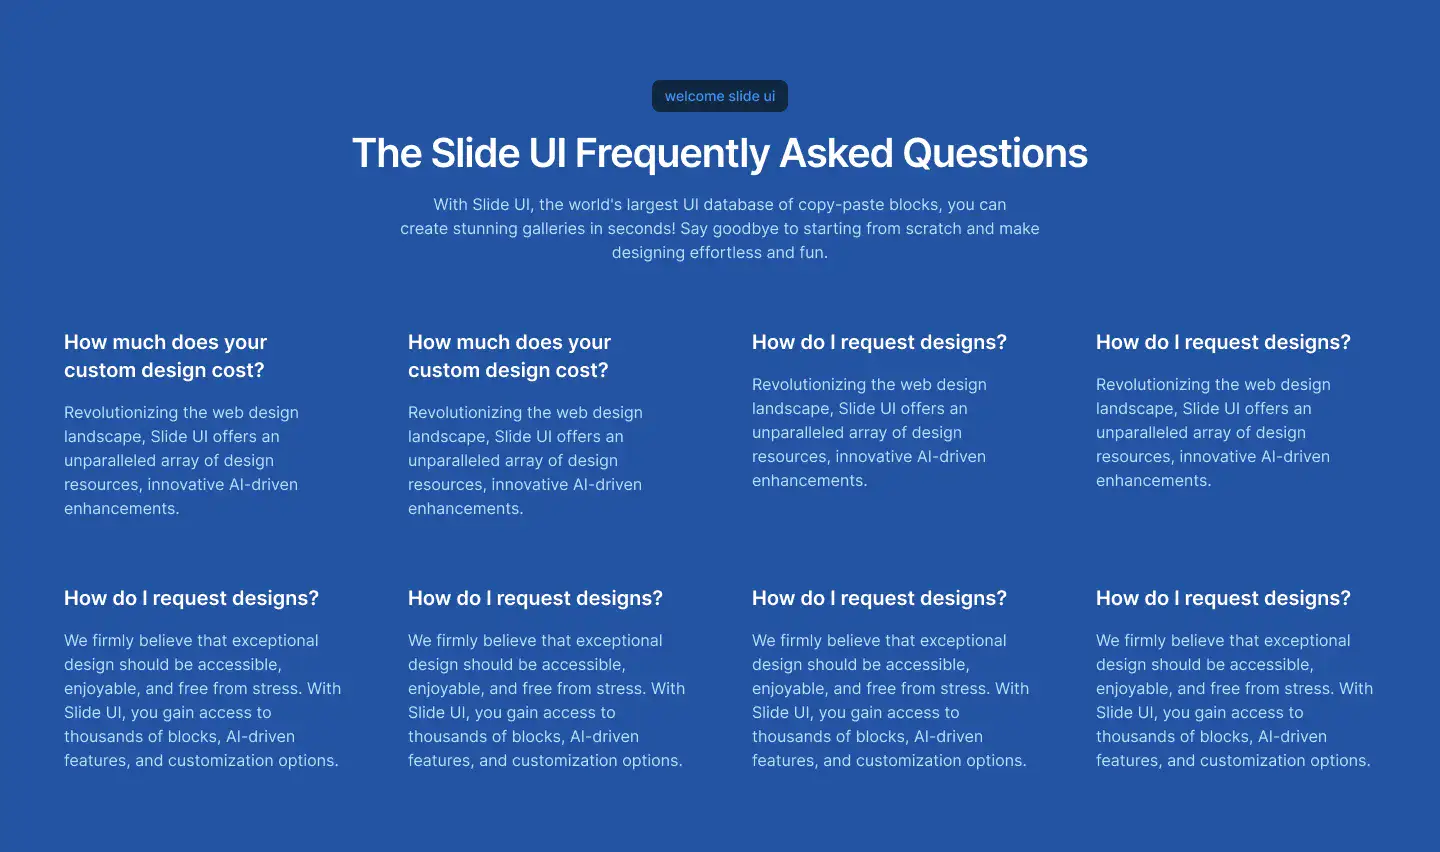 welcome slide ui
The Slide UI Frequently Asked Questions
With Slide UI, the world's largest UI database of copy-paste blocks, you can
create stunning galleries in seconds! Say goodbye to starting from scratch and make
designing effortless and fun.
How much does your
custom design cost?
Revolutionizing the web design
landscape, Slide UI offers an
unparalleled array of design
resources, innovative AI-driven
enhancements.
How much does your
custom design cost?
Revolutionizing the web design
landscape, Slide UI offers an
unparalleled array of design
resources, innovative AI-driven
enhancements.
How do I request designs?
Revolutionizing the web design
landscape, Slide UI offers an
unparalleled array of design
resources, innovative AI-driven
enhancements.
How do I request designs?
Revolutionizing the web design
landscape, Slide UI offers an
unparalleled array of design
resources, innovative AI-driven
enhancements.
How do I request designs?
We firmly believe that exceptional
design should be accessible,
enjoyable, and free from stress. With
Slide UI, you gain access to
thousands of blocks, AI-driven
features, and customization options.
How do I request designs?
We firmly believe that exceptional
design should be accessible,
enjoyable, and free from stress. With
Slide UI, you gain access to
thousands of blocks, AI-driven
features, and customization options.
How do I request designs?
We firmly believe that exceptional
design should be accessible,
enjoyable, and free from stress. With
Slide UI, you gain access to
thousands of blocks, AI-driven
features, and customization options.
How do I request designs?
We firmly believe that exceptional
design should be accessible,
enjoyable, and free from stress. With
Slide UI, you gain access to
thousands of blocks, AI-driven
features, and customization options.